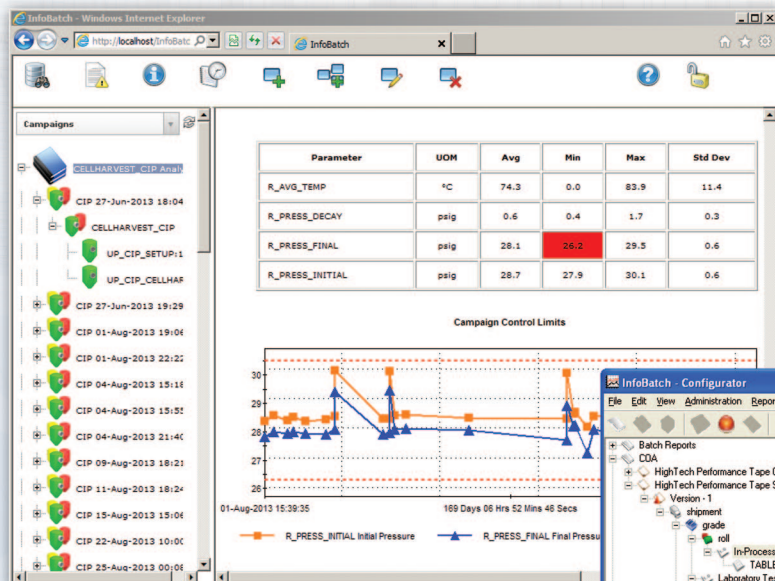 InfoBatch - Windows Internet Explorer
http://localhost/InfoBatc
InfoBatch
Campaigns
CELLHARVEST_CIP Analy
CIP 27-Jun-2013 18:04
CELLHARVEST_CIP
UP_CIP_SETUP:1
UP_CIP_CELLHAR
CIP 27-Jun-2013 19:29
CIP 01-Aug-2013 19:06
CIP 01-Aug-2013 22:22
CIP 04-Aug-2013 15:18
CIP 04-Aug-2013 15:55
CIP 04-Aug-2013 21:40
CIP 09-Aug-2013 18:21
CIP 11-Aug-2013 18:24
CIP 15-Aug-2013 15:06
CIP 22-Aug-2013 10:00
CIP 25-Aug-2013 00:08
Parameter UOM Avg Min Max Std Dev
R_AVG_TEMP °C 74.3 0.0 83.9 11.4
R_PRESS_DECAY psig 0.6 0.4 1.7 0.3
R_PRESS_FINAL psig 28.1 26.2 29.5 0.6
R_PRESS_INITIAL psig 28.7 27.9 30.1 0.6
Campaign Control Limits
30
29
28
27
26
01-Aug-2013 15:39:35 169 Days 06 Hrs 52 Mins 46 Secs
R_PRESS_INITIAL Initial Pressure R_PRESS_FINAL Final Pressu
InfoBatch - Configurator
File Edit View Administration Repor
Batch Reports
COA
HighTech Performance Tape C
HighTech Performance Tape S
Version - 1
shipment
grade
roll
In-Process
TABLE
Laboratory Tes